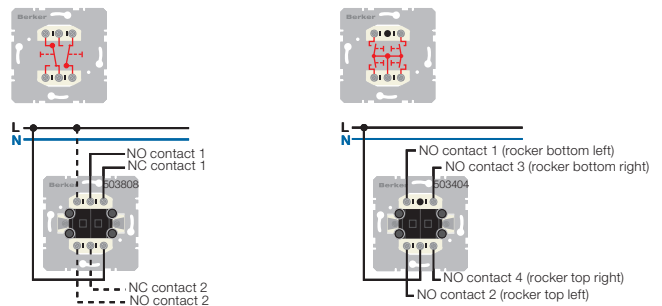 Berker
Berker
L
N
NO contact 1
NC contact 1
Berker 503808
NC contact 2
NO contact 2
L
N
NO contact 1 (rocker bottom left)
NO contact 3 (rocker bottom right)
Berker 503404
NO contact 4 (rocker top right)
NO contact 2 (rocker top left)